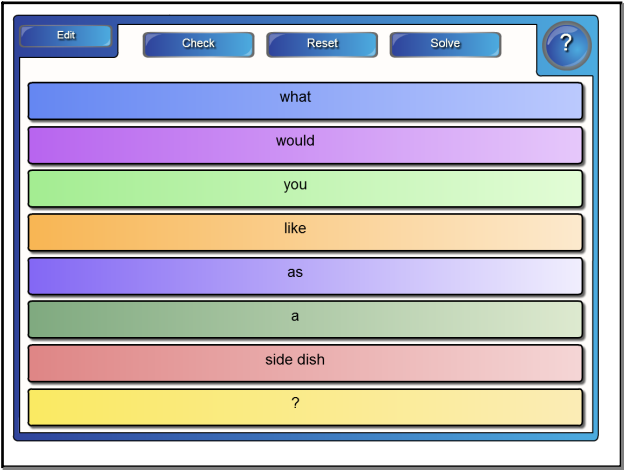 Edit
Check Reset Solve ?
what
would
you
like
as
a
side dish
?